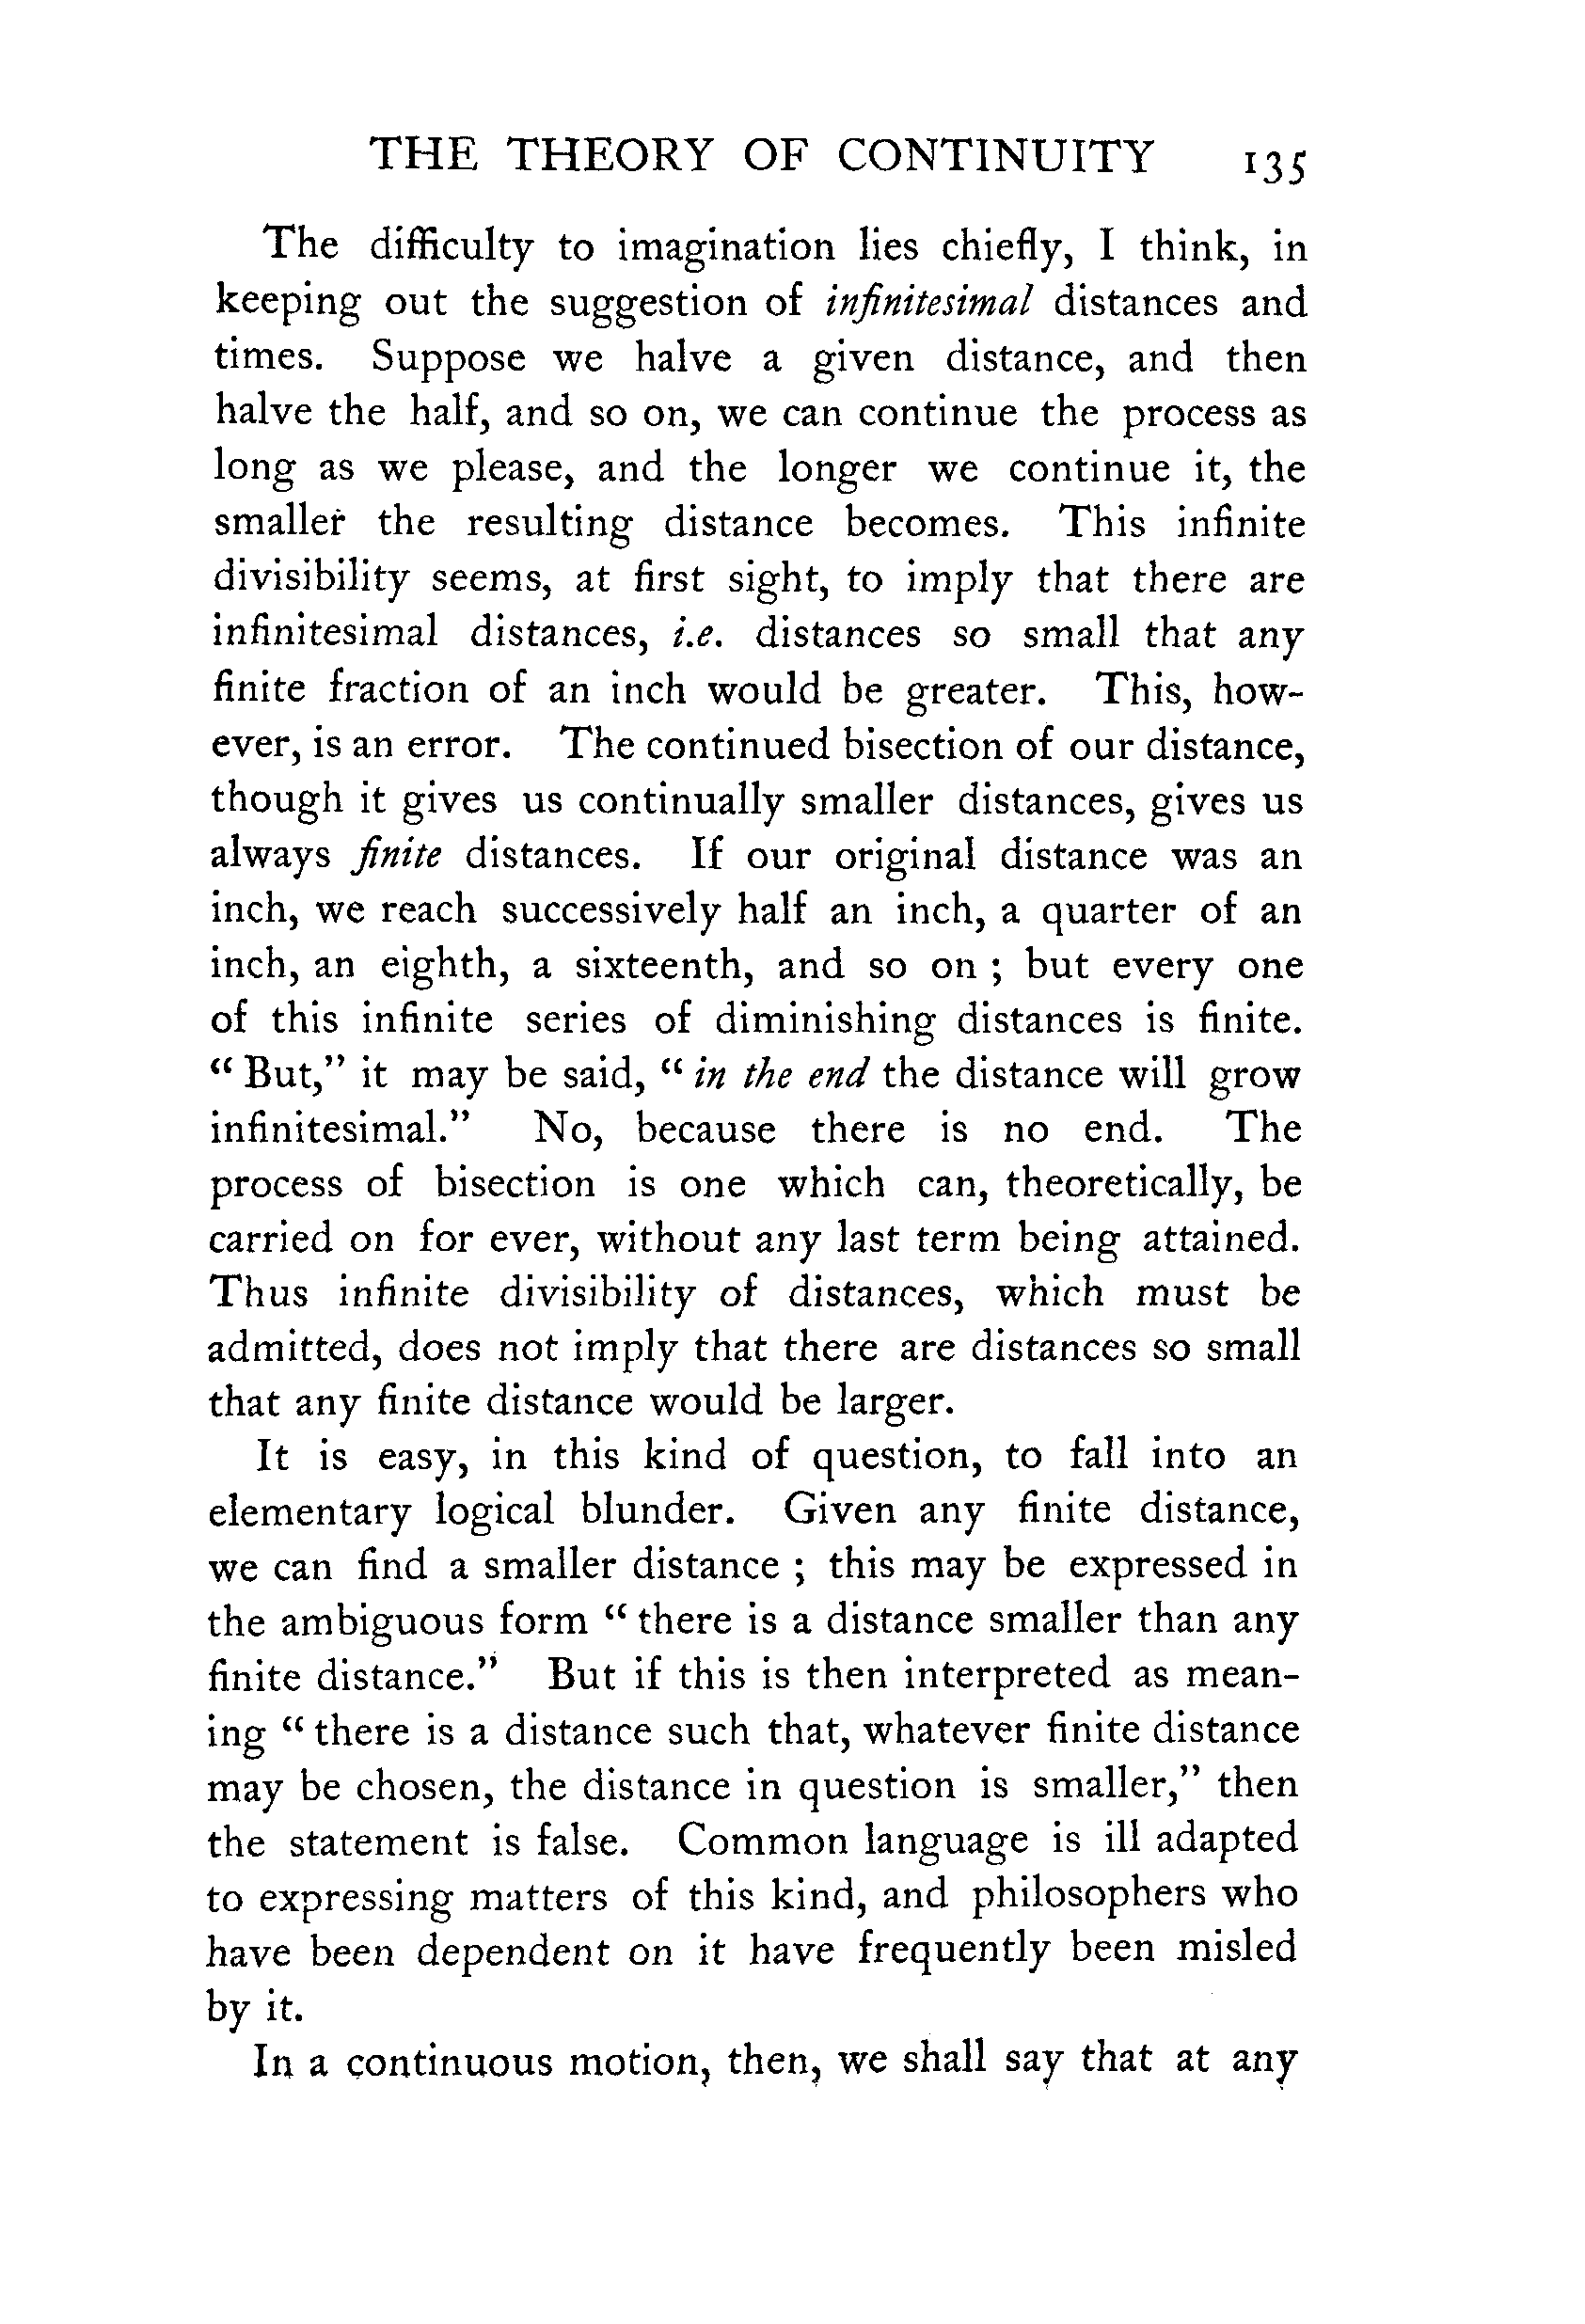 THE THEORY OF CONTINUITY 135
The difficulty to imagination lies chiefly, I think, in
keeping out the suggestion of infinitesimal distances and
times. Suppose we halve a given distance, and then
halve the half, and so on, we can continue the process as
long as we please, and the longer we continue it, the
smaller the resulting distance becomes. This infinite
divisibility seems, at first sight, to imply that there are
infinitesimal distances, i.e. distances so small that any
finite fraction of an inch would be greater. This, how-
ever, is an error. The continued bisection of our distance,
though it gives us continually smaller distances, gives us
always finite distances. If our original distance was an
inch, we reach successively half an inch, a quarter of an
inch, an eighth, a sixteenth, and so on ; but every one
of this infinite series of diminishing distances is finite.
“ But,” it may be said, “ in the end the distance will grow
infinitesimal.” No, because there is no end. The
process of bisection is one which can, theoretically, be
carried on for ever, without any last term being attained.
Thus infinite divisibility of distances, which must be
admitted, does not imply that there are distances so small
that any finite distance would be larger.
It is easy, in this kind of question, to fall into an
elementary logical blunder. Given any finite distance,
we can find a smaller distance ; this may be expressed in
the ambiguous form “ there is a distance smaller than any
finite distance.” But if this is then interpreted as mean-
ing “ there is a distance such that, whatever finite distance
may be chosen, the distance in question is smaller,” then
the statement is false. Common language is ill adapted
to expressing matters of this kind, and philosophers who
have been dependent on it have frequently been misled
by it.
In a continuous motion, then, we shall say that at any